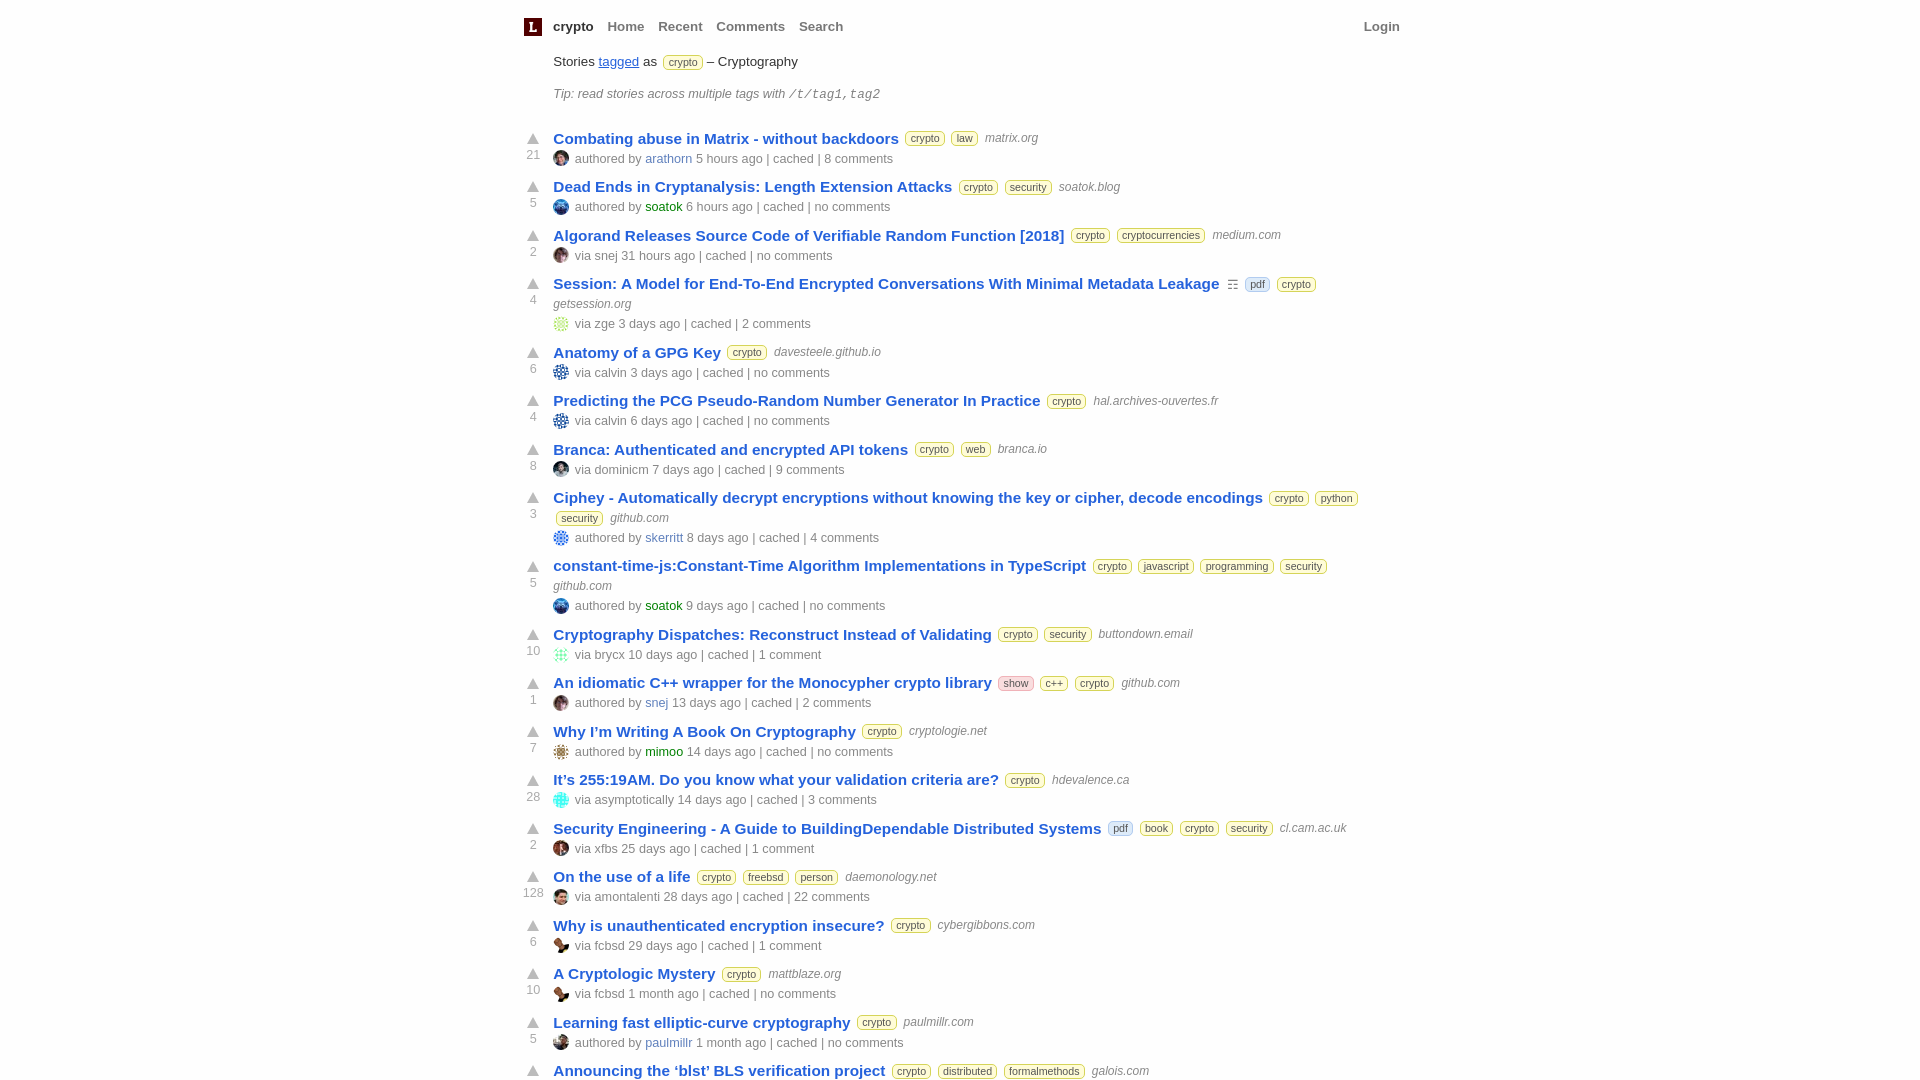 L crypto Home Recent Comments Search Login
Stories tagged as crypto – Cryptography
Tip: read stories across multiple tags with /t/tag1,tag2
Combating abuse in Matrix - without backdoors crypto law matrix.org
21 authored by arathorn 5 hours ago | cached | 8 comments
Dead Ends in Cryptanalysis: Length Extension Attacks crypto security soatok.blog
5 authored by soatok 6 hours ago | cached | no comments
Algorand Releases Source Code of Verifiable Random Function [2018] crypto cryptocurrencies medium.com
2 via snej 31 hours ago | cached | no comments
Session: A Model for End-To-End Encrypted Conversations With Minimal Metadata Leakage ☶ pdf crypto
4 getsession.org
via zge 3 days ago | cached | 2 comments
Anatomy of a GPG Key crypto davesteele.github.io
6 via calvin 3 days ago | cached | no comments
Predicting the PCG Pseudo-Random Number Generator In Practice crypto hal.archives-ouvertes.fr
4 via calvin 6 days ago | cached | no comments
Branca: Authenticated and encrypted API tokens crypto web branca.io
8 via dominicm 7 days ago | cached | 9 comments
Ciphey - Automatically decrypt encryptions without knowing the key or cipher, decode encodings crypto python
3 security github.com
authored by skerritt 8 days ago | cached | 4 comments
constant-time-js:Constant-Time Algorithm Implementations in TypeScript crypto javascript programming security
5 github.com
authored by soatok 9 days ago | cached | no comments
Cryptography Dispatches: Reconstruct Instead of Validating crypto security buttondown.email
10 via brycx 10 days ago | cached | 1 comment
An idiomatic C++ wrapper for the Monocypher crypto library show c++ crypto github.com
1 authored by snej 13 days ago | cached | 2 comments
Why I’m Writing A Book On Cryptography crypto cryptologie.net
7 authored by mimoo 14 days ago | cached | no comments
It’s 255:19AM. Do you know what your validation criteria are? crypto hdevalence.ca
28 via asymptotically 14 days ago | cached | 3 comments
Security Engineering - A Guide to BuildingDependable Distributed Systems pdf book crypto security cl.cam.ac.uk
2 via xfbs 25 days ago | cached | 1 comment
On the use of a life crypto freebsd person daemonology.net
128 via amontalenti 28 days ago | cached | 22 comments
Why is unauthenticated encryption insecure? crypto cybergibbons.com
6 via fcbsd 29 days ago | cached | 1 comment
A Cryptologic Mystery crypto mattblaze.org
10 via fcbsd 1 month ago | cached | no comments
Learning fast elliptic-curve cryptography crypto paulmillr.com
5 authored by paulmillr 1 month ago | cached | no comments
Announcing the ‘blst’ BLS verification project crypto distributed formalmethods galois.com